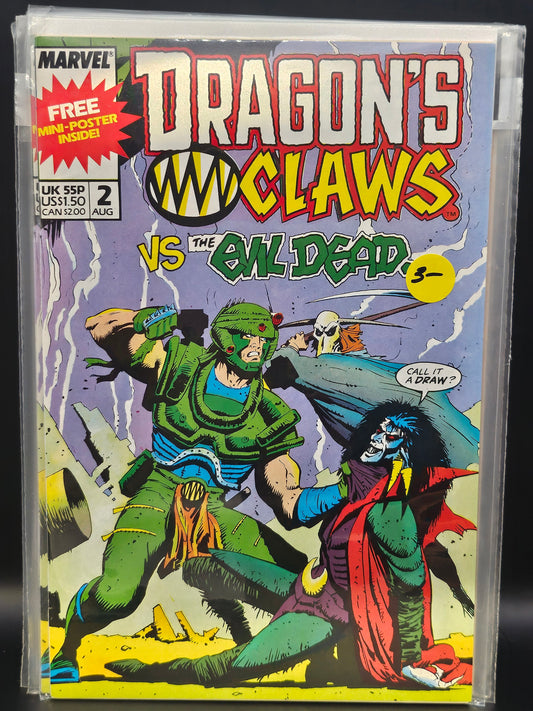 MARVEL®
DRAGON'S
CLAWS™
FREE
MINI-POSTER
INSIDE!
UK 55P
US$1.50
CAN $2.00
2
AUG
VS THE EVIL DEAD.
3-
CALL IT
A DRAW?